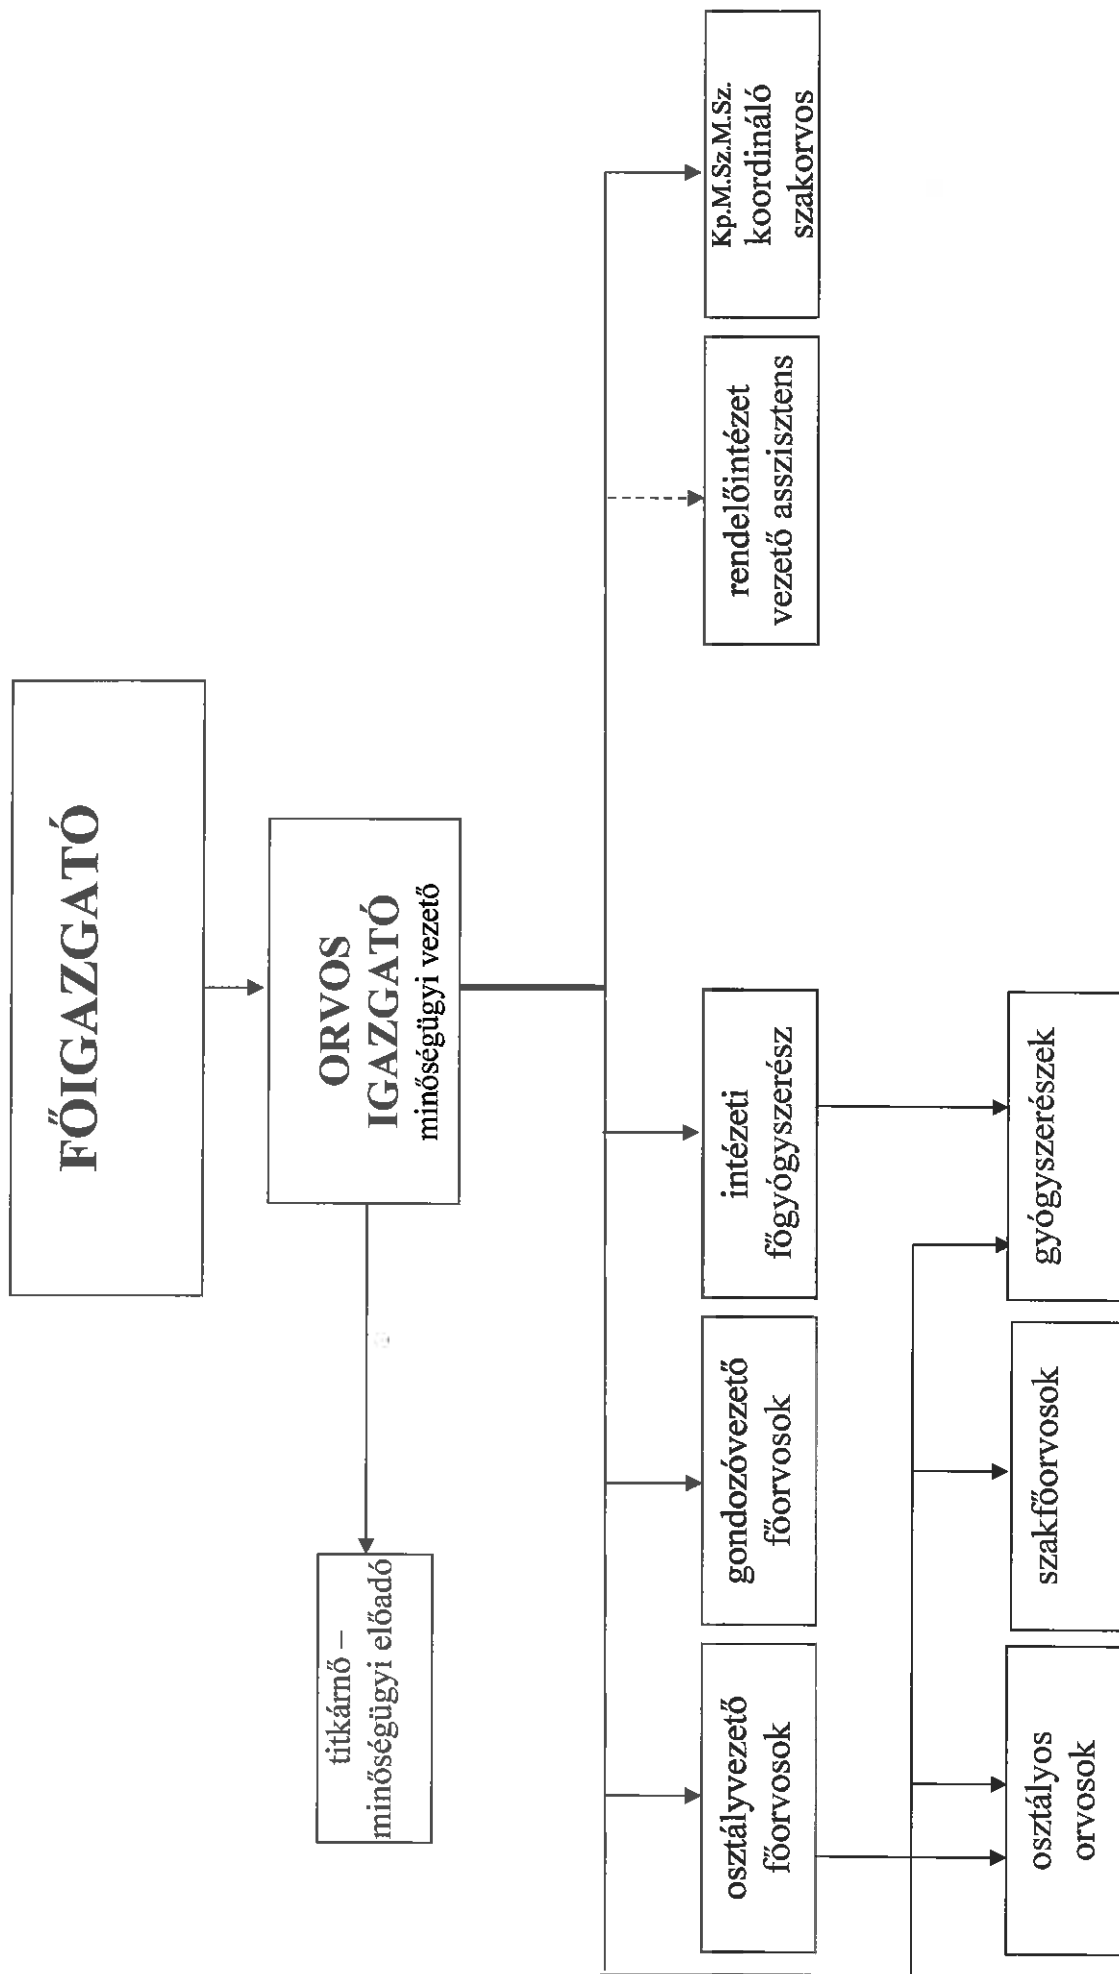 FŐIGAZGATÓ
ORVOS
IGAZGATÓ
minőségügyi vezető
titkárnő –
minőségügyi előadó
osztályvezető
főorvosok
gondozóvezető
főorvosok
intézeti
főgyógyszerész
rendelőintézet
vezető asszisztens
Kp.M.Sz.M.Sz.
koordináló
szakorvos
osztályos
orvosok
szakfőorvosok
gyógyszerészek